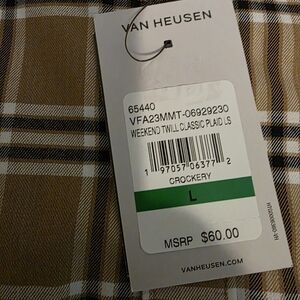 VAN HEUSEN
65440
VFA23MMT-06929230
WEEKEND TWILL CLASSIC PLAID LS
1 97057 06377 2
CROCKERY
L
MSRP $60.00
VANHEUSEN.COM